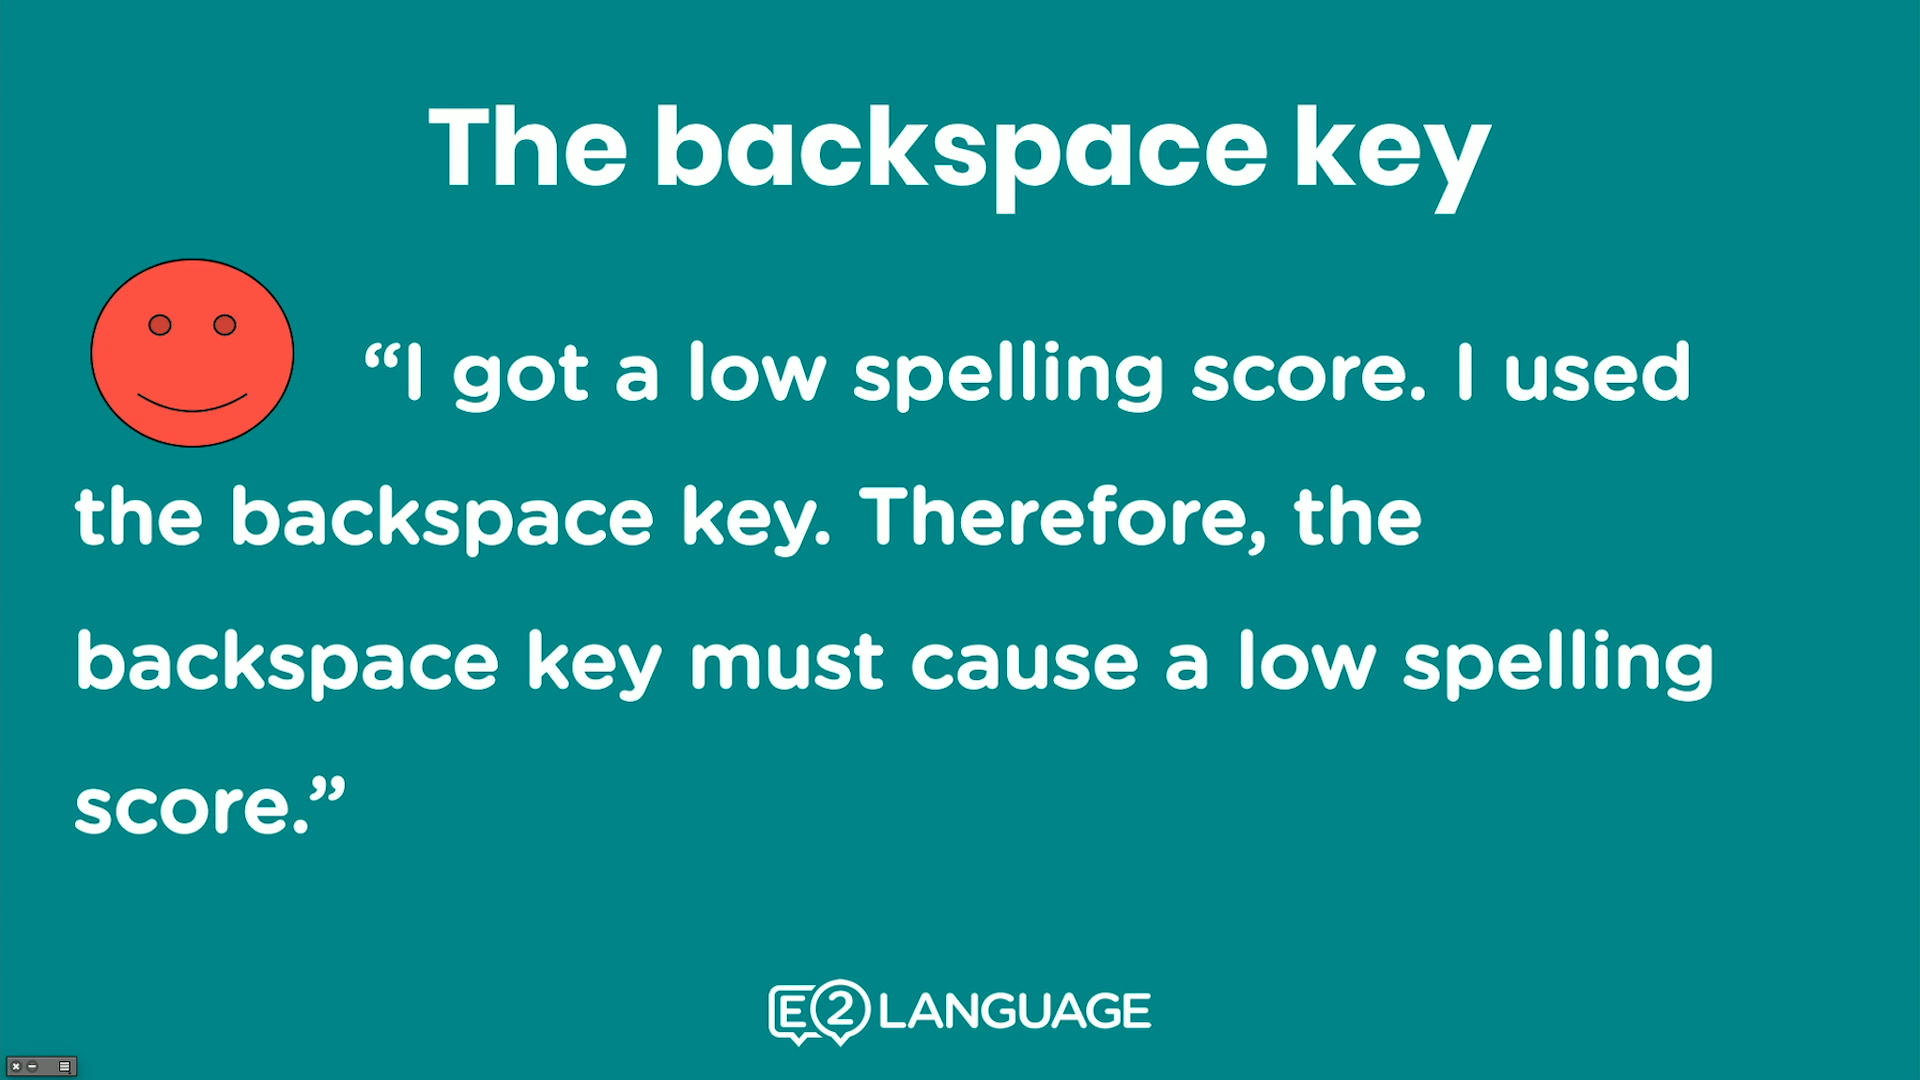 The backspace key
“I got a low spelling score. I used
the backspace key. Therefore, the
backspace key must cause a low spelling
score.”
E2 LANGUAGE